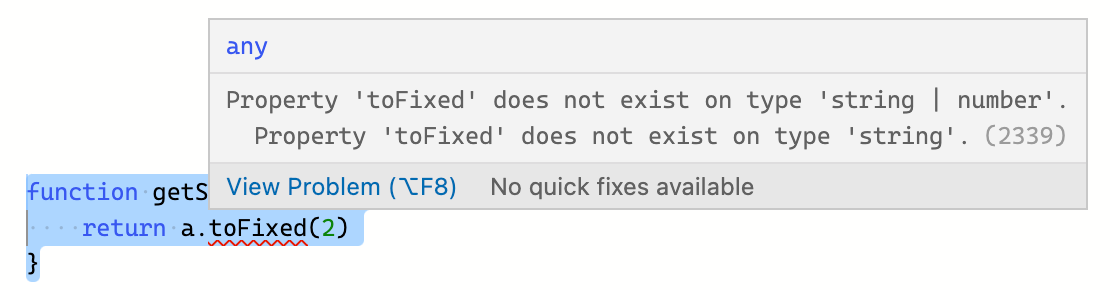 any
Property 'toFixed' does not exist on type 'string | number'.
Property 'toFixed' does not exist on type 'string'. (2339)
View Problem (⌥F8) No quick fixes available
function getS
return a.toFixed(2)
}